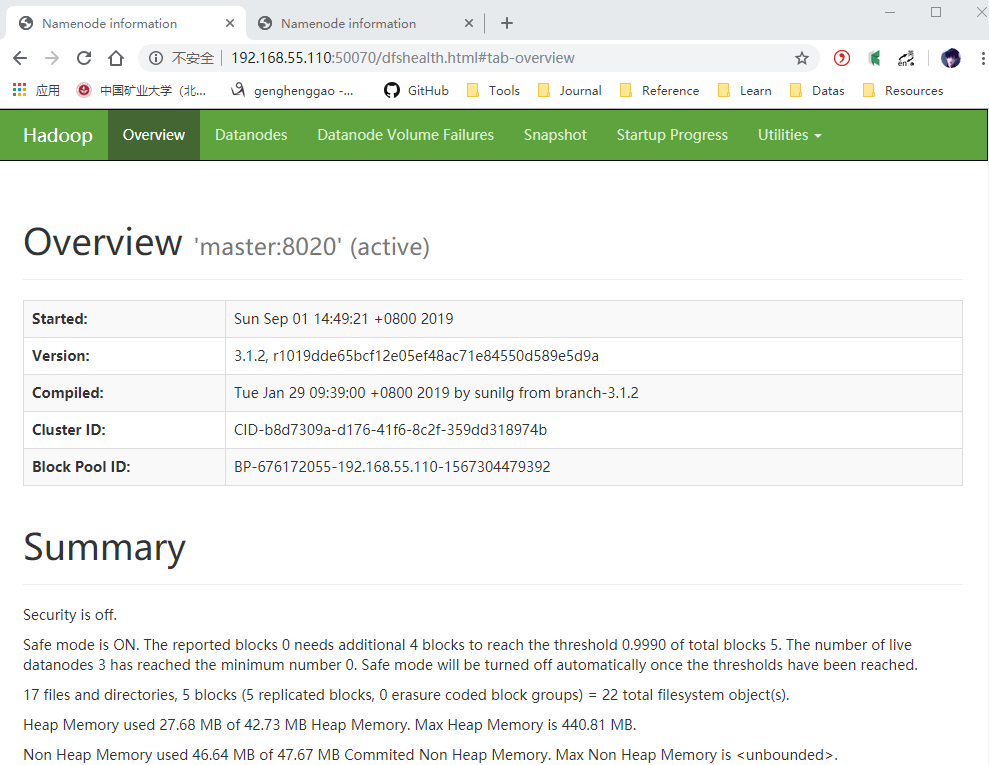 Namenode information
Namenode information
不安全 192.168.55.110:50070/dfshealth.html#tab-overview
应用 中国矿业大学（北... genghenggao -... GitHub Tools Journal Reference Learn Datas Resources
Hadoop Overview Datanodes Datanode Volume Failures Snapshot Startup Progress Utilities
Overview 'master:8020' (active)
Started: Sun Sep 01 14:49:21 +0800 2019
Version: 3.1.2, r1019dde65bcf12e05ef48ac71e84550d589e5d9a
Compiled: Tue Jan 29 09:39:00 +0800 2019 by sunilg from branch-3.1.2
Cluster ID: CID-b8d7309a-d176-41f6-8c2f-359dd318974b
Block Pool ID: BP-676172055-192.168.55.110-1567304479392
Summary
Security is off.
Safe mode is ON. The reported blocks 0 needs additional 4 blocks to reach the threshold 0.9990 of total blocks 5. The number of live
datanodes 3 has reached the minimum number 0. Safe mode will be turned off automatically once the thresholds have been reached.
17 files and directories, 5 blocks (5 replicated blocks, 0 erasure coded block groups) = 22 total filesystem object(s).
Heap Memory used 27.68 MB of 42.73 MB Heap Memory. Max Heap Memory is 440.81 MB.
Non Heap Memory used 46.64 MB of 47.67 MB Commited Non Heap Memory. Max Non Heap Memory is <unbounded>.